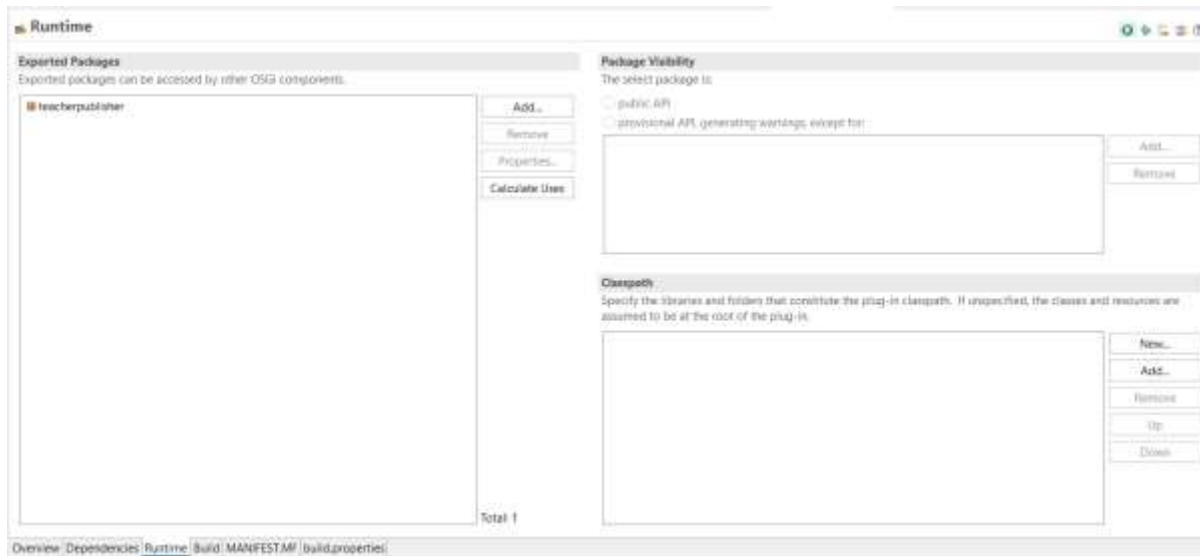 Runtime
Exported Packages
Exported packages can be accessed by other OSGi components.
teacherpublisher
Add...
Remove
Properties...
Calculate Uses
Total: 1
Package Visibility
The select package is:
public API
provisional API, generating warnings, except for:
Add...
Remove
Classpath
Specify the libraries and folders that constitute the plug-in classpath. If unspecified, the classes and resources are
assumed to be at the root of the plug-in.
New...
Add...
Remove
Up
Down
Overview Dependencies Runtime Build MANIFEST.MF build.properties